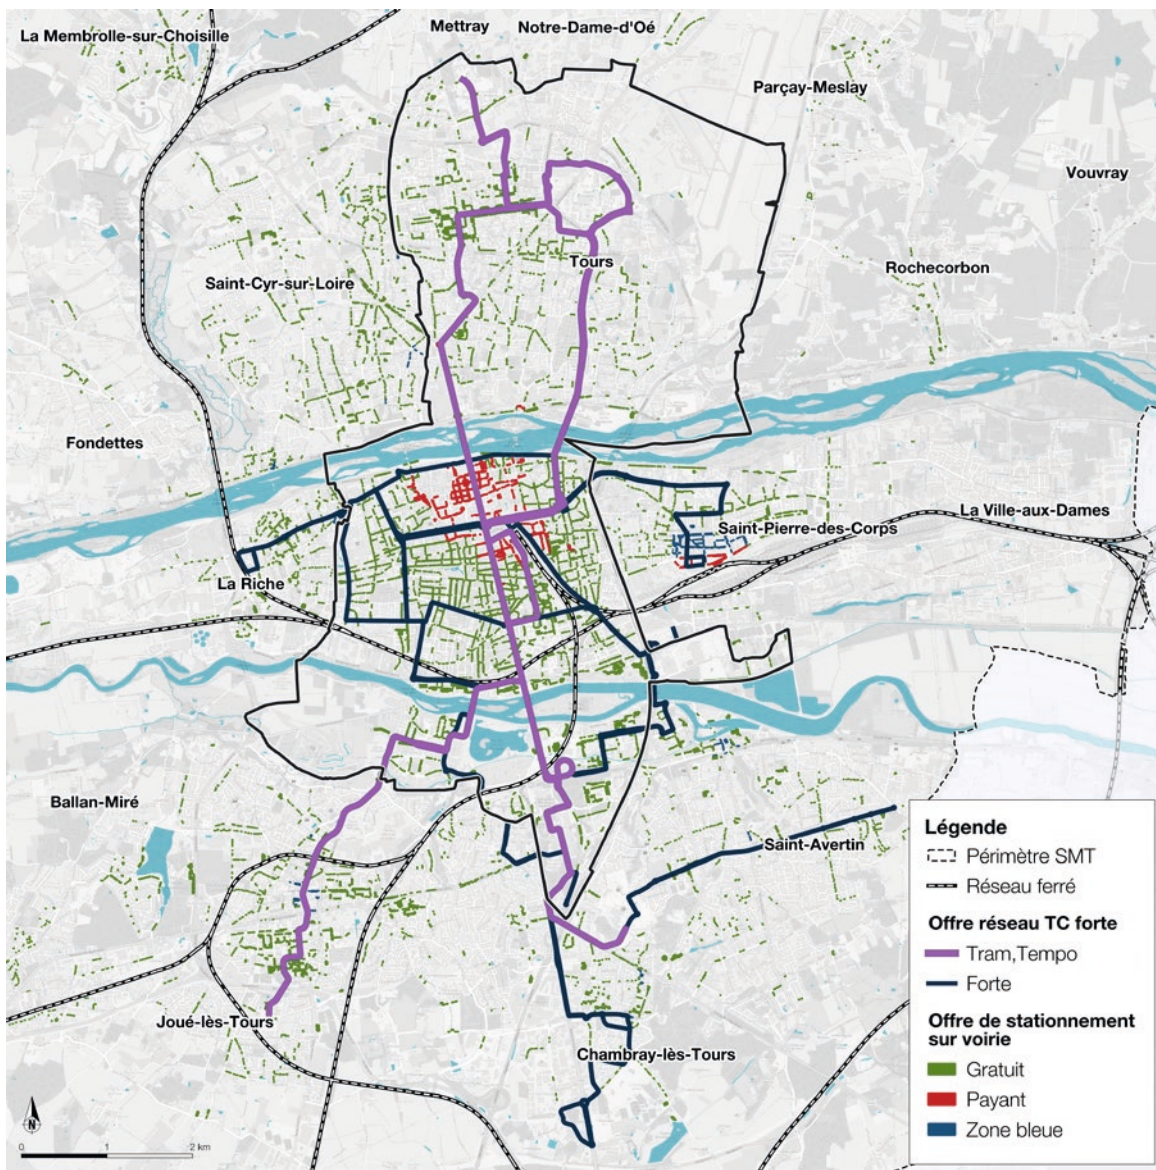 Mettray
Notre-Dame-d'Oé
La Membrolle-sur-Choisille
Parçay-Meslay
Vouvray
Tours
Rochecorbon
Saint-Cyr-sur-Loire
Fondettes
La Ville-aux-Dames
Saint-Pierre-des-Corps
La Riche
Ballan-Miré
Saint-Avertin
Joué-lès-Tours
Chambray-lès-Tours
Légende
Périmètre SMT
Réseau ferré
Offre réseau TC forte
Tram,Tempo
Forte
Offre de stationnement
sur voirie
Gratuit
Payant
Zone bleue
N
0 1 2 km